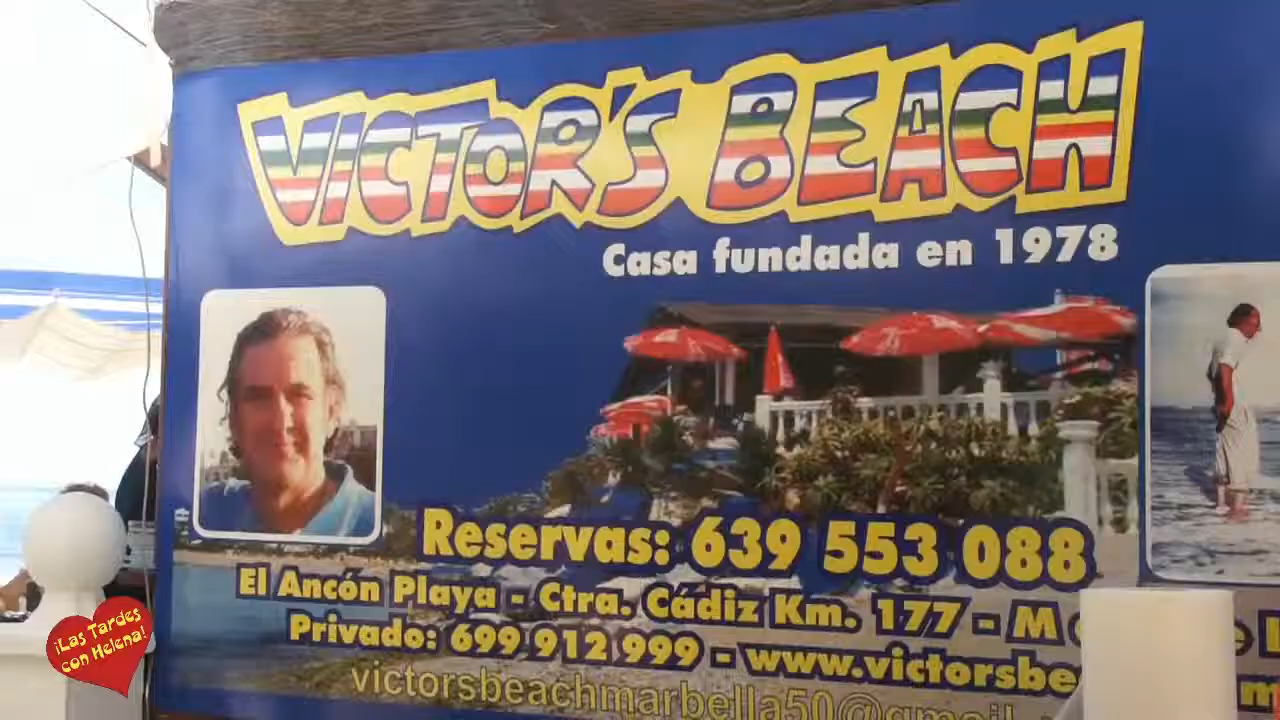 VICTOR'S BEACH
Casa fundada en 1978
Reservas: 639 553 088
El Ancón Playa - Ctra. Cádiz Km. 177 - M
Privado: 699 912 999 - www.victorsbe
victorsbeachmarbella50@gmail
¡Las Tardes
con Helena!